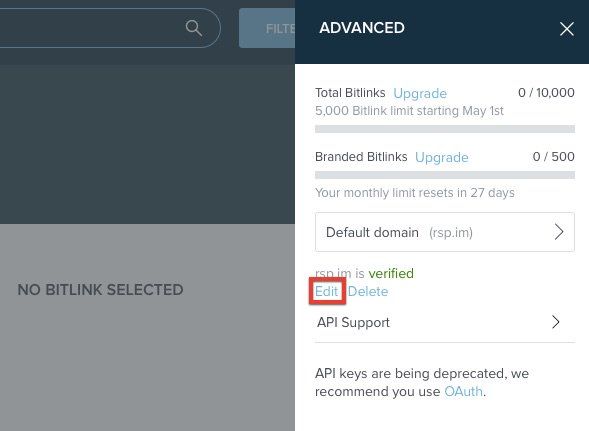 FILTE
ADVANCED
Total Bitlinks Upgrade 0 / 10,000
5,000 Bitlink limit starting May 1st
Branded Bitlinks Upgrade 0 / 500
Your monthly limit resets in 27 days
Default domain (rsp.im)
rsp.im is verified
NO BITLINK SELECTED
Edit Delete
API Support
API keys are being deprecated, we
recommend you use OAuth.